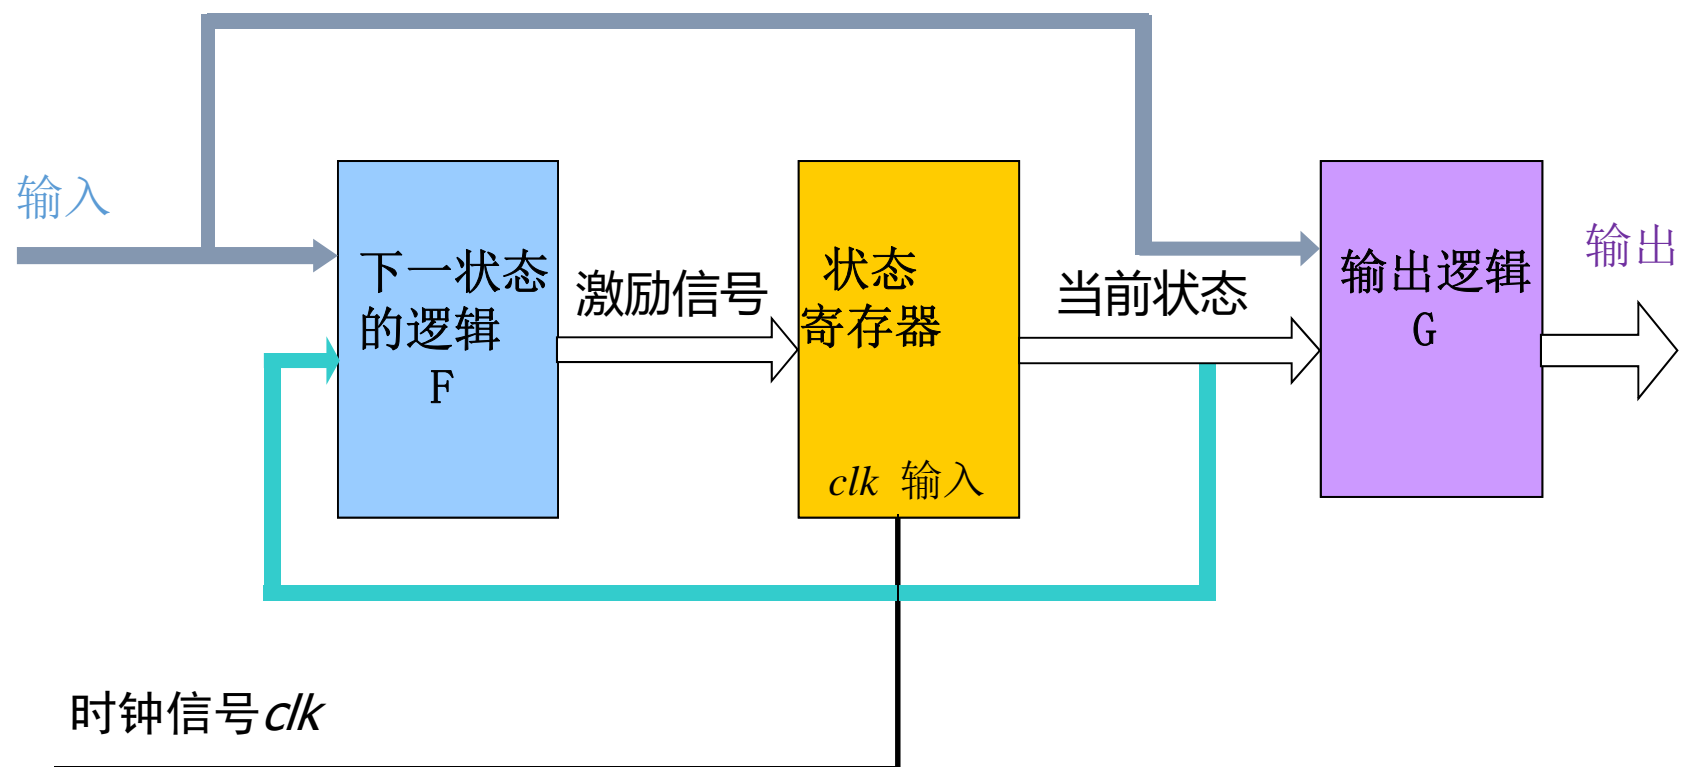 输入
下一状态
的逻辑
F
激励信号
状态
寄存器
clk 输入
当前状态
输出逻辑
G
输出
时钟信号clk